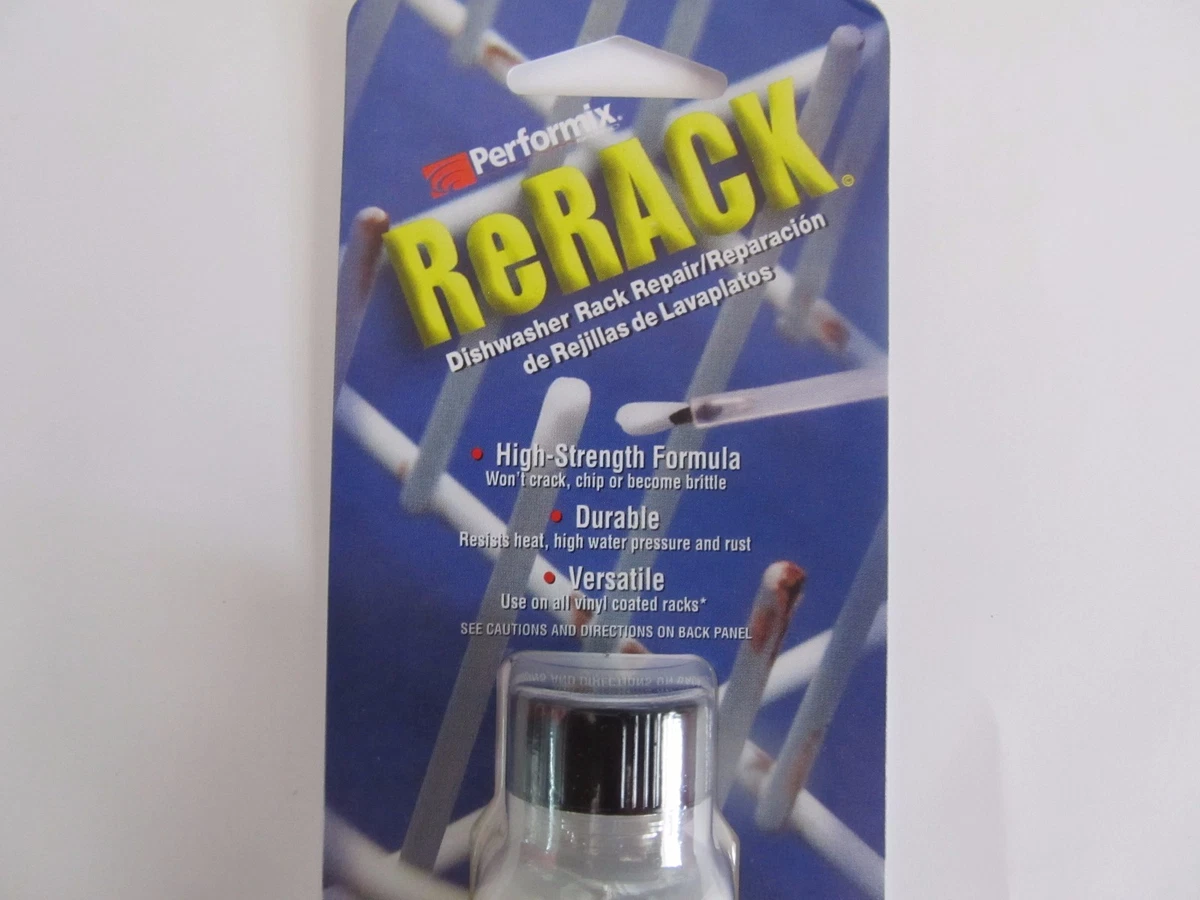 Performix
ReRACK ©
Dishwasher Rack Repair/Reparación
de Rejillas de Lavaplatos
• High-Strength Formula
Won't crack, chip or become brittle
• Durable
Resists heat, high water pressure and rust
• Versatile
Use on all vinyl coated racks*
SEE CAUTIONS AND DIRECTIONS ON BACK PANEL